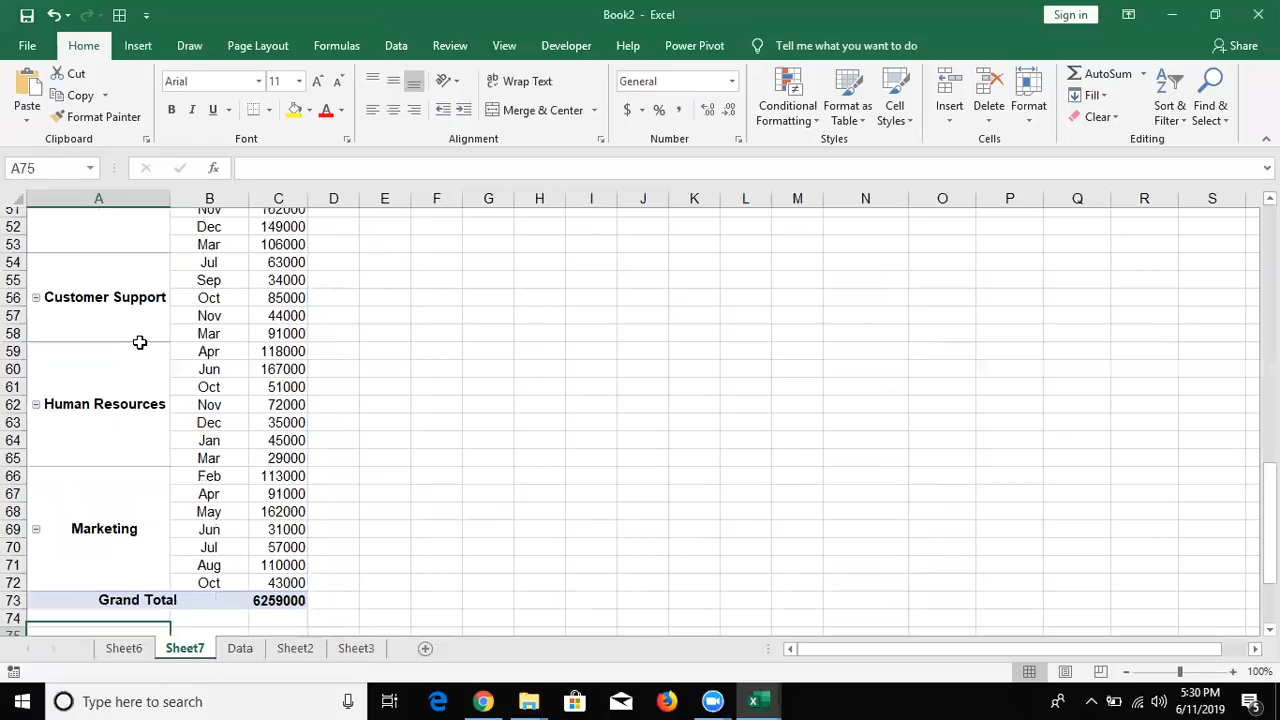 Book2 - Excel
Sign in
File Home Insert Draw Page Layout Formulas Data Review View Developer Help Power Pivot Tell me what you want to do Share
Paste Cut Copy Format Painter
Clipboard
Arial 11
B I U
Font
Wrap Text
Merge & Center
Alignment
General
$ % ,
Number
Conditional Formatting
Format as Table
Cell Styles
Styles
Insert Delete Format
Cells
AutoSum
Fill
Clear
Sort & Filter
Find & Select
Editing
A75 fx
A B C D E F G H I J K L M N O P Q R S
51 Nov 162000
52 Dec 149000
53 Mar 106000
54 Jul 63000
55 Sep 34000
56 Customer Support Oct 85000
57 Nov 44000
58 Mar 91000
59 Apr 118000
60 Jun 167000
61 Oct 51000
62 Human Resources Nov 72000
63 Dec 35000
64 Jan 45000
65 Mar 29000
66 Feb 113000
67 Apr 91000
68 May 162000
69 Marketing Jun 31000
70 Jul 57000
71 Aug 110000
72 Oct 43000
73 Grand Total 6259000
74
75
Sheet6 Sheet7 Data Sheet2 Sheet3
100%
Type here to search
5:30 PM
6/11/2019
5